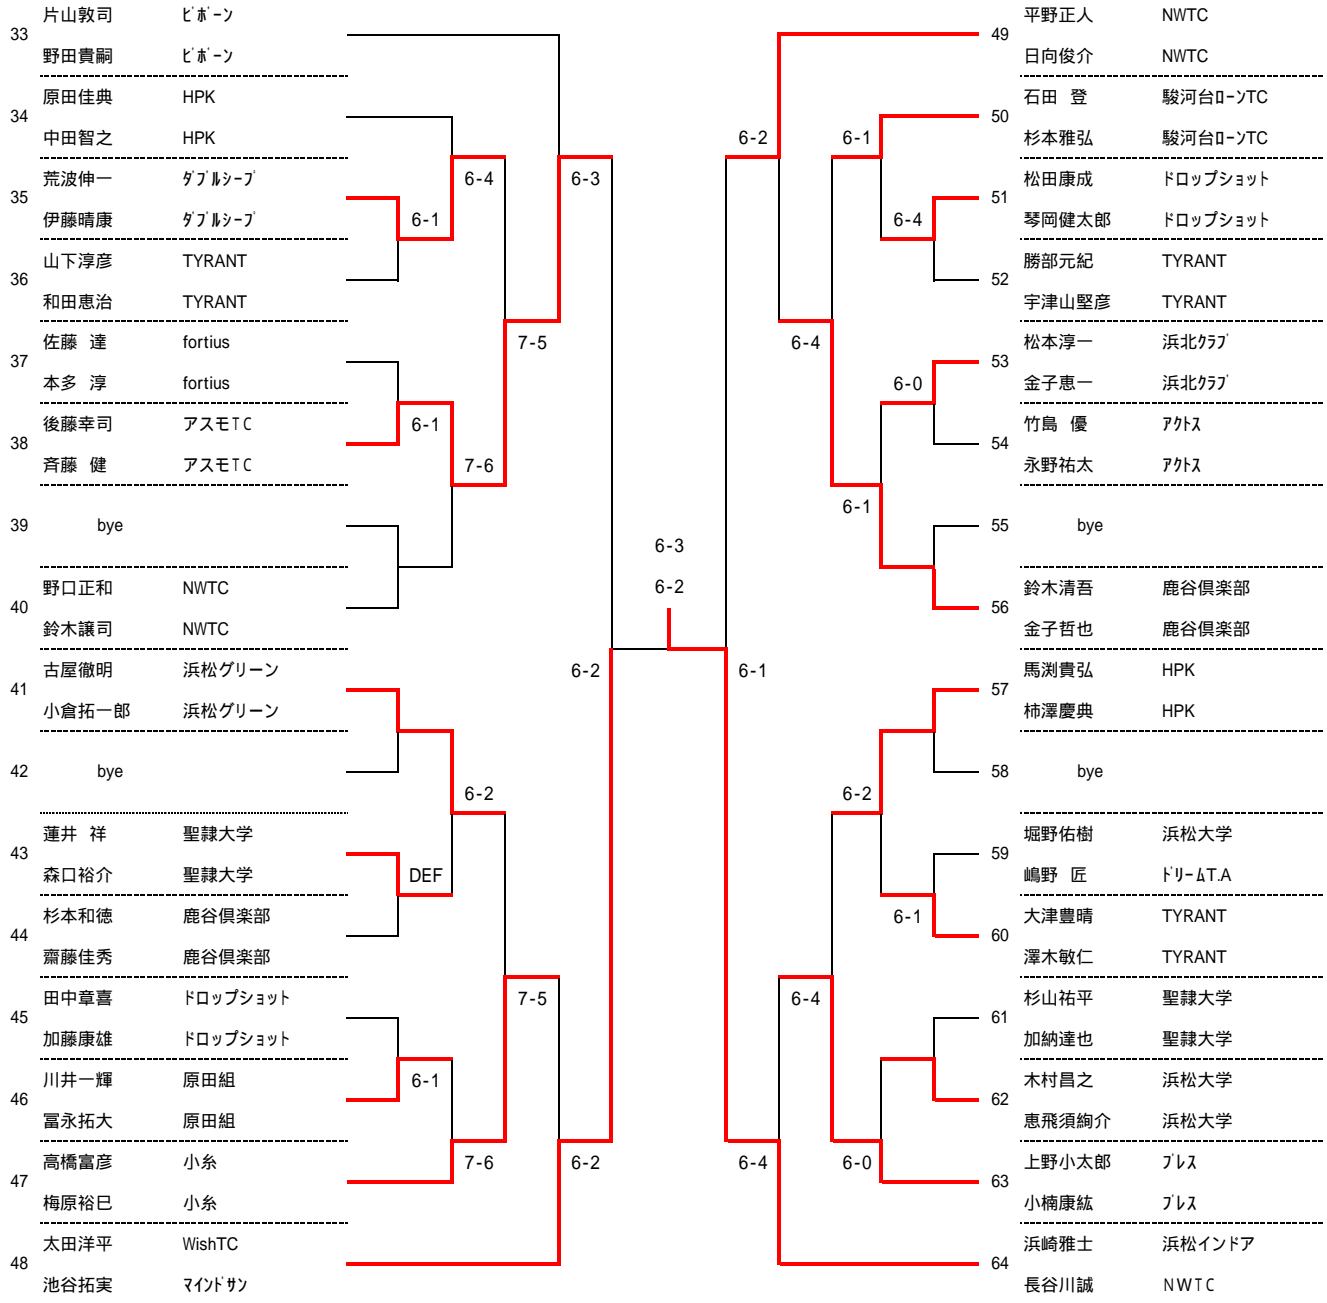 片山敦司 ピボーン
33
野田貴嗣 ピボーン
原田佳典 HPK
34
中田智之 HPK
荒波伸一 ダブルシープ
35
伊藤晴康 ダブルシープ
山下淳彦 TYRANT
36
和田恵治 TYRANT
佐藤 達 fortius
37
本多 淳 fortius
後藤幸司 アスモTC
38
斉藤 健 アスモTC
39 bye
野口正和 NWTC
40
鈴木譲司 NWTC
古屋徹明 浜松グリーン
41
小倉拓一郎 浜松グリーン
42 bye
蓮井 祥 聖隷大学
43
森口裕介 聖隷大学
杉本和徳 鹿谷倶楽部
44
齋藤佳秀 鹿谷倶楽部
田中章喜 ドロップショット
45
加藤康雄 ドロップショット
川井一輝 原田組
46
冨永拓大 原田組
高橋富彦 小糸
47
梅原裕巳 小糸
太田洋平 WishTC
48
池谷拓実 マインドサン
6-1
6-4
6-3
7-5
6-1
7-6
6-2
6-2
DEF
7-5
6-1
7-6
6-2
6-3
6-2
6-2
6-1
6-4
6-4
6-0
6-1
6-1
6-2
6-1
6-4
6-4
6-0
平野正人 NWTC
49
日向俊介 NWTC
石田 登 駿河台ローンTC
50
杉本雅弘 駿河台ローンTC
松田康成 ドロップショット
51
琴岡健太郎 ドロップショット
勝部元紀 TYRANT
52
宇津山堅彦 TYRANT
松本淳一 浜北クラブ
53
金子恵一 浜北クラブ
竹島 優 アクトス
54
永野祐太 アクトス
55 bye
鈴木清吾 鹿谷倶楽部
56
金子哲也 鹿谷倶楽部
馬渕貴弘 HPK
57
柿澤慶典 HPK
58 bye
堀野佑樹 浜松大学
59
嶋野 匠 ドリームT.A
大津豊晴 TYRANT
60
澤木敏仁 TYRANT
杉山祐平 聖隷大学
61
加納達也 聖隷大学
木村昌之 浜松大学
62
恵飛須絢介 浜松大学
上野小太郎 ブレス
63
小楠康紘 ブレス
浜崎雅士 浜松インドア
64
長谷川誠 NWTC